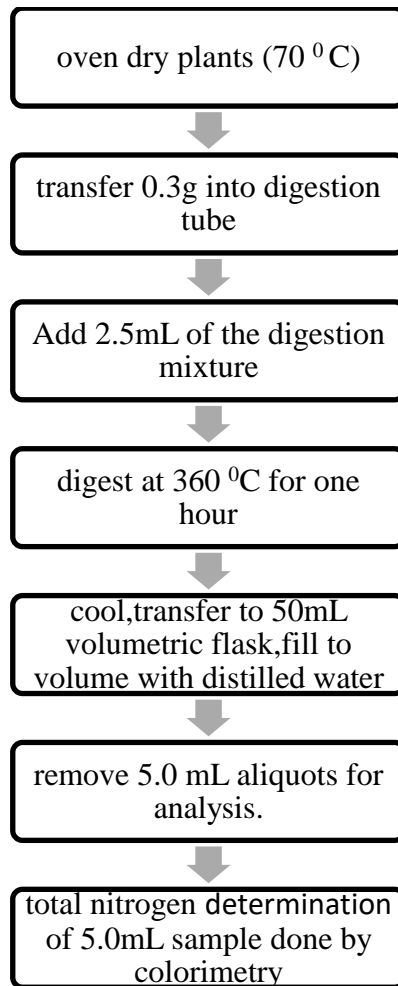 oven dry plants (70 ⁰ C)
transfer 0.3g into digestion
tube
Add 2.5mL of the digestion
mixture
digest at 360 ⁰C for one
hour
cool,transfer to 50mL
volumetric flask,fill to
volume with distilled water
remove 5.0 mL aliquots for
analysis.
total nitrogen determination
of 5.0mL sample done by
colorimetry